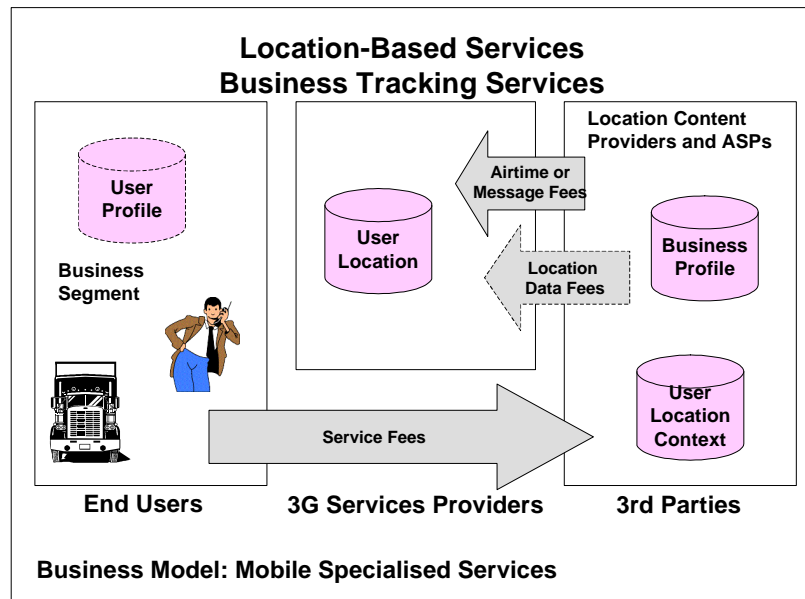 Location-Based Services
Business Tracking Services
User
Profile
Business
Segment
User
Location
Location Content
Providers and ASPs
Airtime or
Message Fees
Business
Profile
Location
Data Fees
User
Location
Context
Service Fees
End Users
3G Services Providers
3rd Parties
Business Model: Mobile Specialised Services